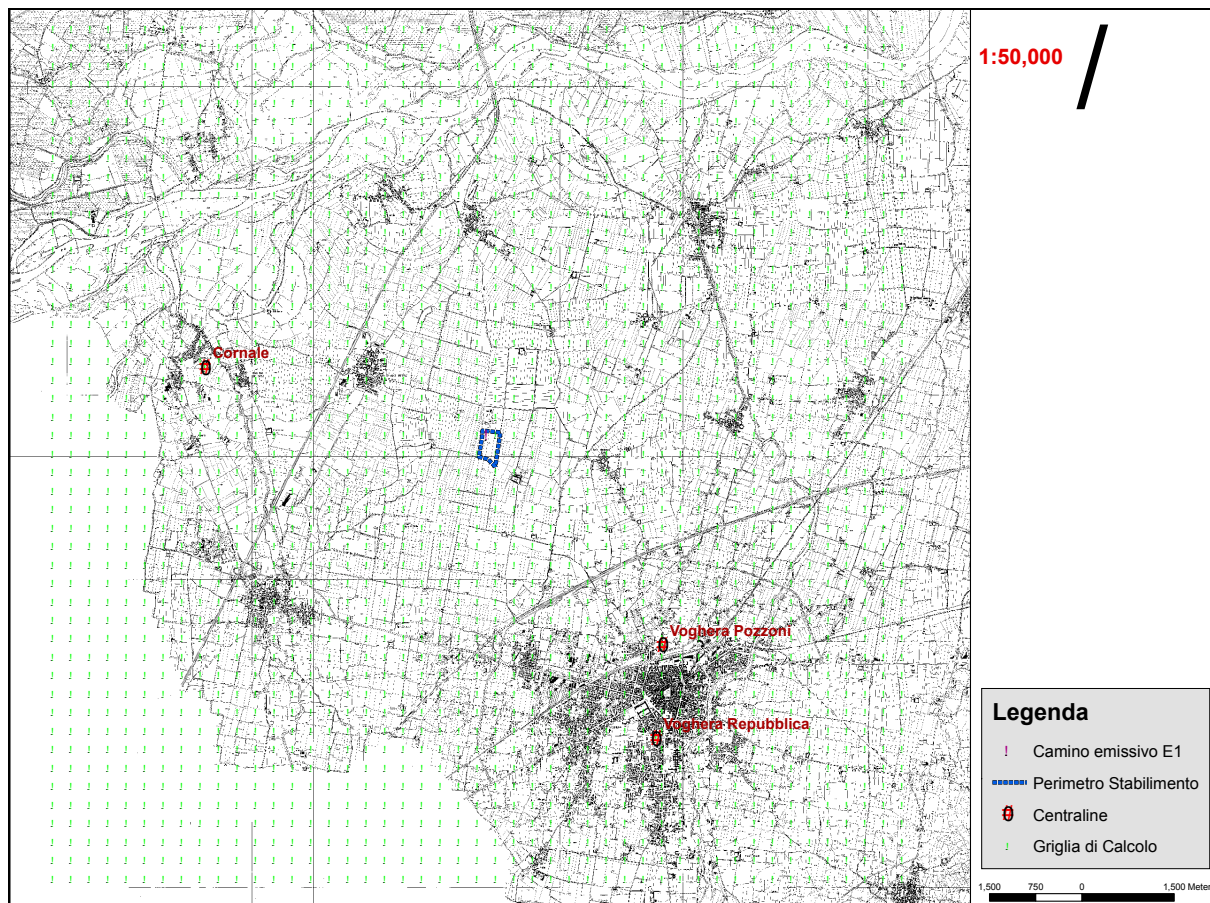 1:50,000
Cornale
Voghera Pozzoni
Voghera Repubblica
Legenda
! Camino emissivo E1
Perimetro Stabilimento
Centraline
Griglia di Calcolo
1,500 750 0 1,500 Meter